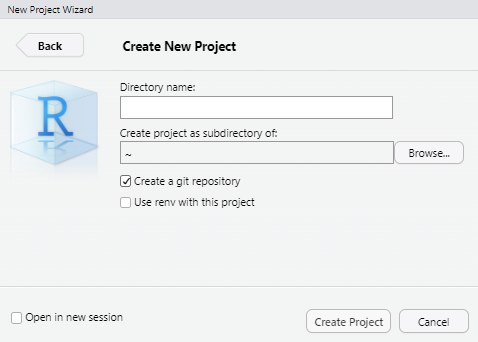 New Project Wizard
Back
Create New Project
R
Directory name:
Create project as subdirectory of:
~
Browse...
Create a git repository
Use renv with this project
Open in new session
Create Project
Cancel